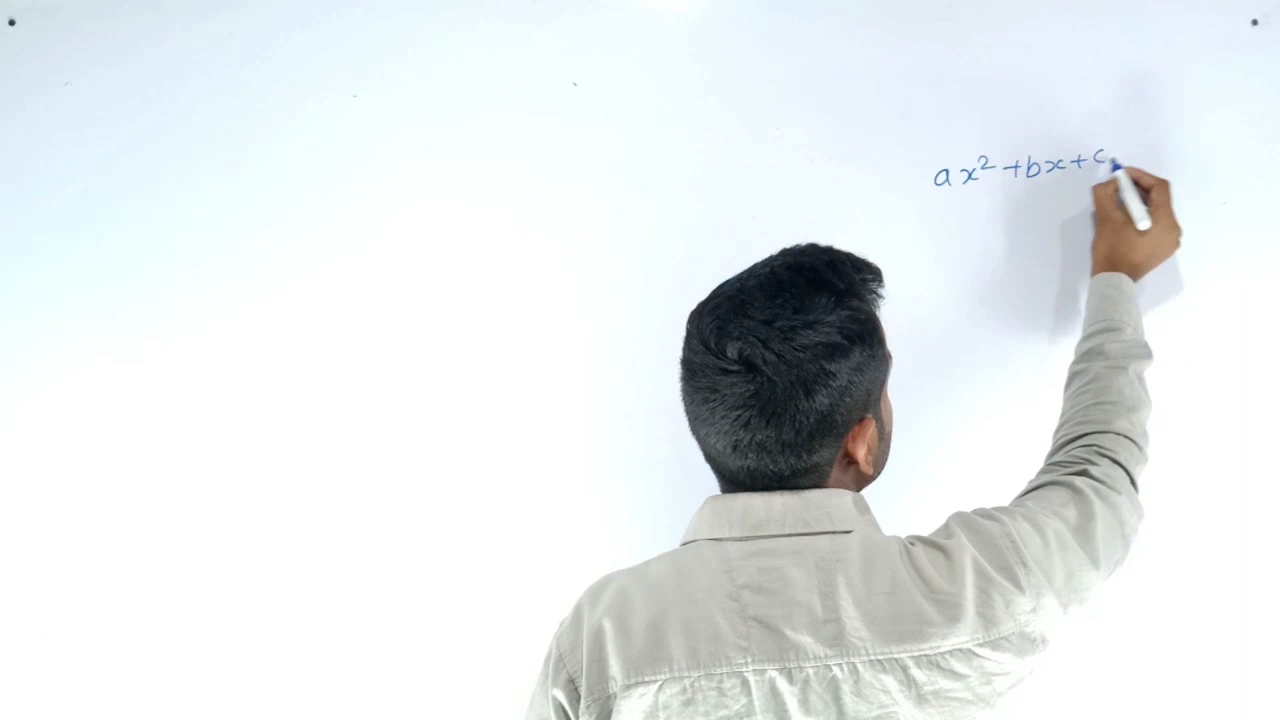 ax² + bx + c